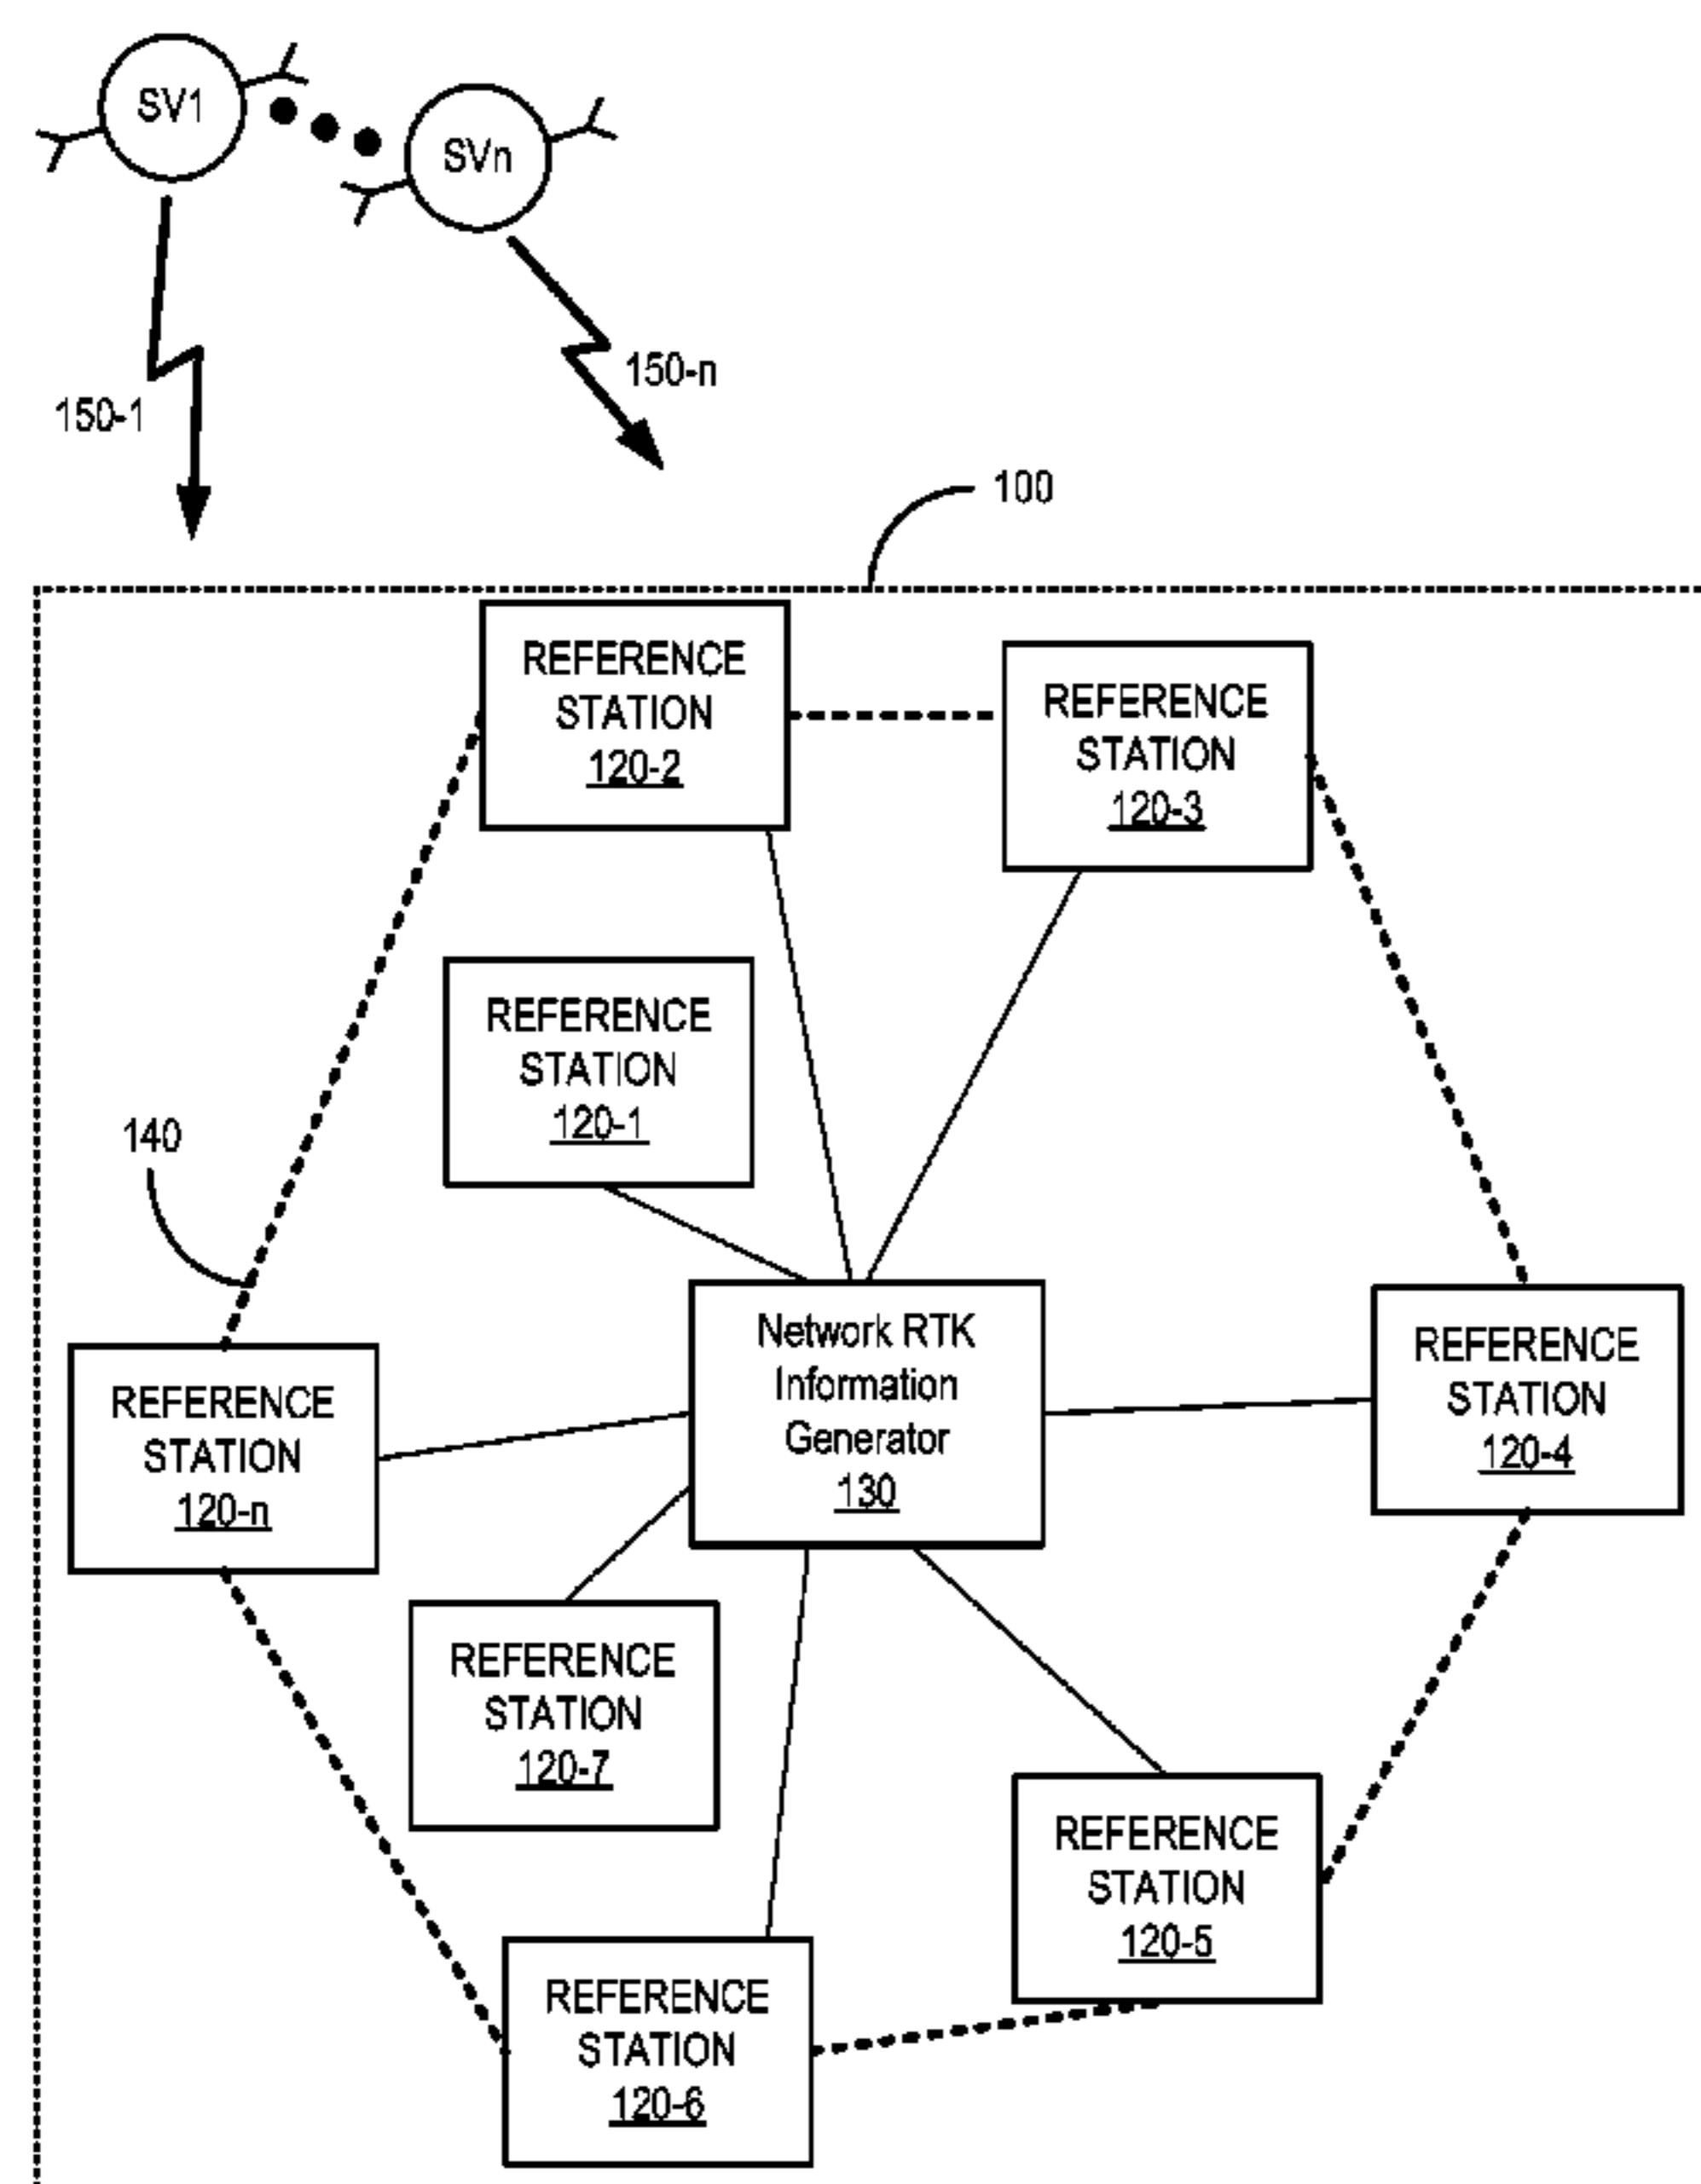 SV1
SVn
150-n
150-1
100
REFERENCE
STATION
120-2
REFERENCE
STATION
120-3
REFERENCE
STATION
120-1
140
Network RTK
Information
Generator
130
REFERENCE
STATION
120-4
REFERENCE
STATION
120-n
REFERENCE
STATION
120-7
REFERENCE
STATION
120-5
REFERENCE
STATION
120-6